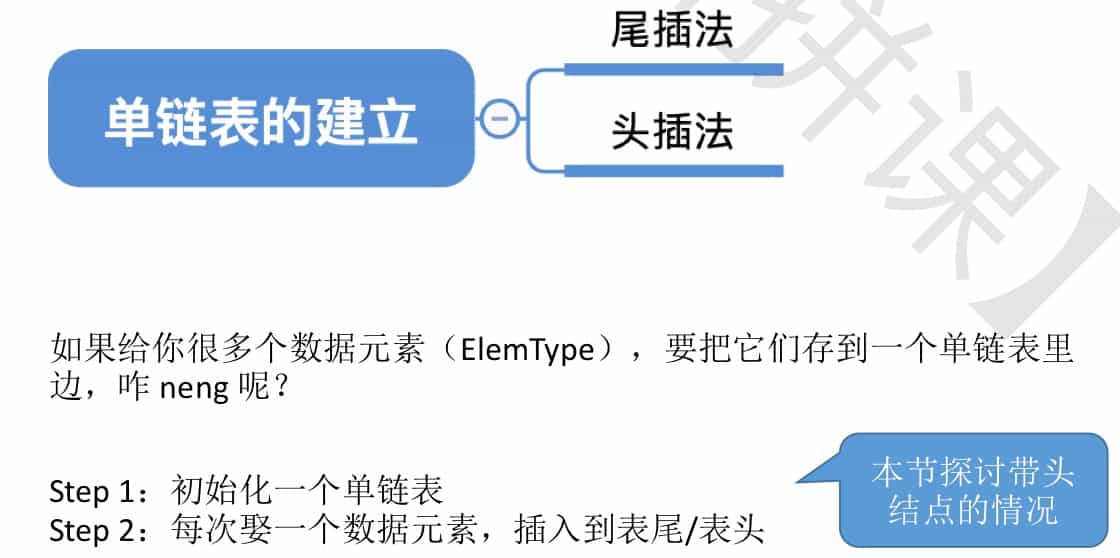 尾插法
单链表的建立
头插法
拼课】
如果给你很多个数据元素（ElemType），要把它们存到一个单链表里
边，咋 neng 呢？
本节探讨带头
结点的情况
Step 1：初始化一个单链表
Step 2：每次娶一个数据元素，插入到表尾/表头